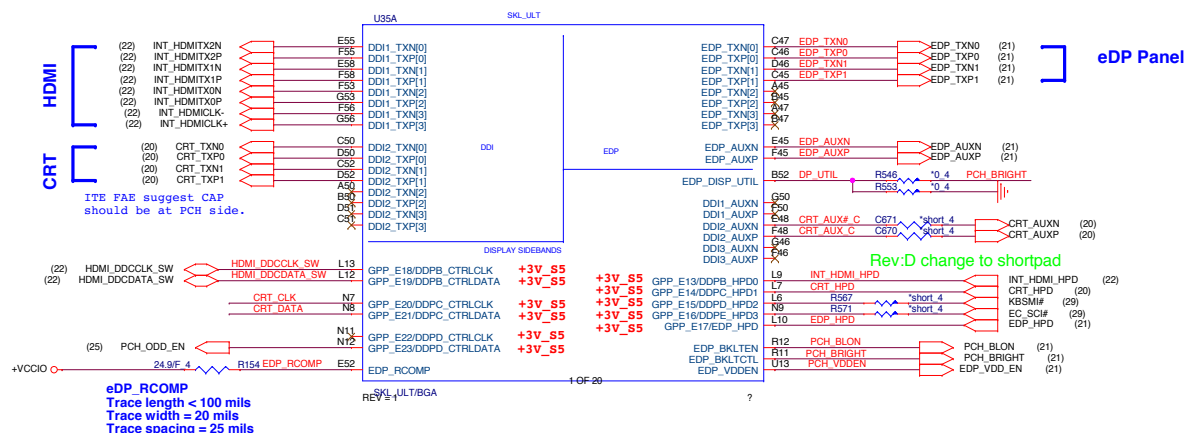 U35A
SKL_ULT
HDMI
(22) INT_HDMITX2N E55 DDI1_TXN[0]
(22) INT_HDMITX2P F55 DDI1_TXP[0]
(22) INT_HDMITX1N E58 DDI1_TXN[1]
(22) INT_HDMITX1P F58 DDI1_TXP[1]
(22) INT_HDMITX0N F53 DDI1_TXN[2]
(22) INT_HDMITX0P G53 DDI1_TXP[2]
(22) INT_HDMICLK- F56 DDI1_TXN[3]
(22) INT_HDMICLK+ G56 DDI1_TXP[3]
CRT
(20) CRT_TXN0 C50 DDI2_TXN[0]
(20) CRT_TXP0 D50 DDI2_TXP[0]
(20) CRT_TXN1 C52 DDI2_TXN[1]
(20) CRT_TXP1 D52 DDI2_TXP[1]
A50 DDI2_TXN[2]
B50 DDI2_TXP[2]
D51 DDI2_TXN[3]
C51 DDI2_TXP[3]
ITE FAE suggest CAP
should be at PCH side.
DDI
EDP
DISPLAY SIDEBANDS
(22) HDMI_DDCCLK_SW HDMI_DDCCLK_SW L13 GPP_E18/DDPB_CTRLCLK +3V_S5
(22) HDMI_DDCDATA_SW HDMI_DDCDATA_SW L12 GPP_E19/DDPB_CTRLDATA +3V_S5
CRT_CLK N7 GPP_E20/DDPC_CTRLCLK +3V_S5
CRT_DATA N8 GPP_E21/DDPC_CTRLDATA +3V_S5
N11 GPP_E22/DDPD_CTRLCLK +3V_S5
(25) PCH_ODD_EN N12 GPP_E23/DDPD_CTRLDATA +3V_S5
+VCCIO 24.9/F_4 R154 EDP_RCOMP E52 EDP_RCOMP
eDP_RCOMP
Trace length < 100 mils
Trace width = 20 mils
Trace spacing = 25 mils
SKL_ULT/BGA
REV = 1
1 OF 20
?
EDP_TXN[0] C47 EDP_TXN0 EDP_TXN0 (21)
EDP_TXP[0] C46 EDP_TXP0 EDP_TXP0 (21)
EDP_TXN[1] D46 EDP_TXN1 EDP_TXN1 (21)
EDP_TXP[1] C45 EDP_TXP1 EDP_TXP1 (21)
EDP_TXN[2] A45
EDP_TXP[2] B45
EDP_TXN[3] A47
EDP_TXP[3] B47
eDP Panel
EDP_AUXN E45 EDP_AUXN EDP_AUXN (21)
EDP_AUXP F45 EDP_AUXP EDP_AUXP (21)
EDP_DISP_UTIL B52 DP_UTIL R546 *0_4 PCH_BRIGHT
R553 *0_4
DDI1_AUXN G50
DDI1_AUXP F50
DDI2_AUXN E48 CRT_AUX#_C C671 *short_4 CRT_AUXN (20)
DDI2_AUXP F48 CRT_AUX_C C670 *short_4 CRT_AUXP (20)
DDI3_AUXN G46
DDI3_AUXP F46
Rev:D change to shortpad
+3V_S5 GPP_E13/DDPB_HPD0 L9 INT_HDMI_HPD INT_HDMI_HPD (22)
+3V_S5 GPP_E14/DDPC_HPD1 L7 CRT_HPD CRT_HPD (20)
+3V_S5 GPP_E15/DDPD_HPD2 L6 R567 *short_4 KBSMI# (29)
+3V_S5 GPP_E16/DDPE_HPD3 N9 R571 *short_4 EC_SCI# (29)
+3V_S5 GPP_E17/EDP_HPD L10 EDP_HPD EDP_HPD (21)
EDP_BKLTEN R12 PCH_BLON PCH_BLON (21)
EDP_BKLTCTL R11 PCH_BRIGHT PCH_BRIGHT (21)
EDP_VDDEN U13 PCH_VDDEN EDP_VDD_EN (21)